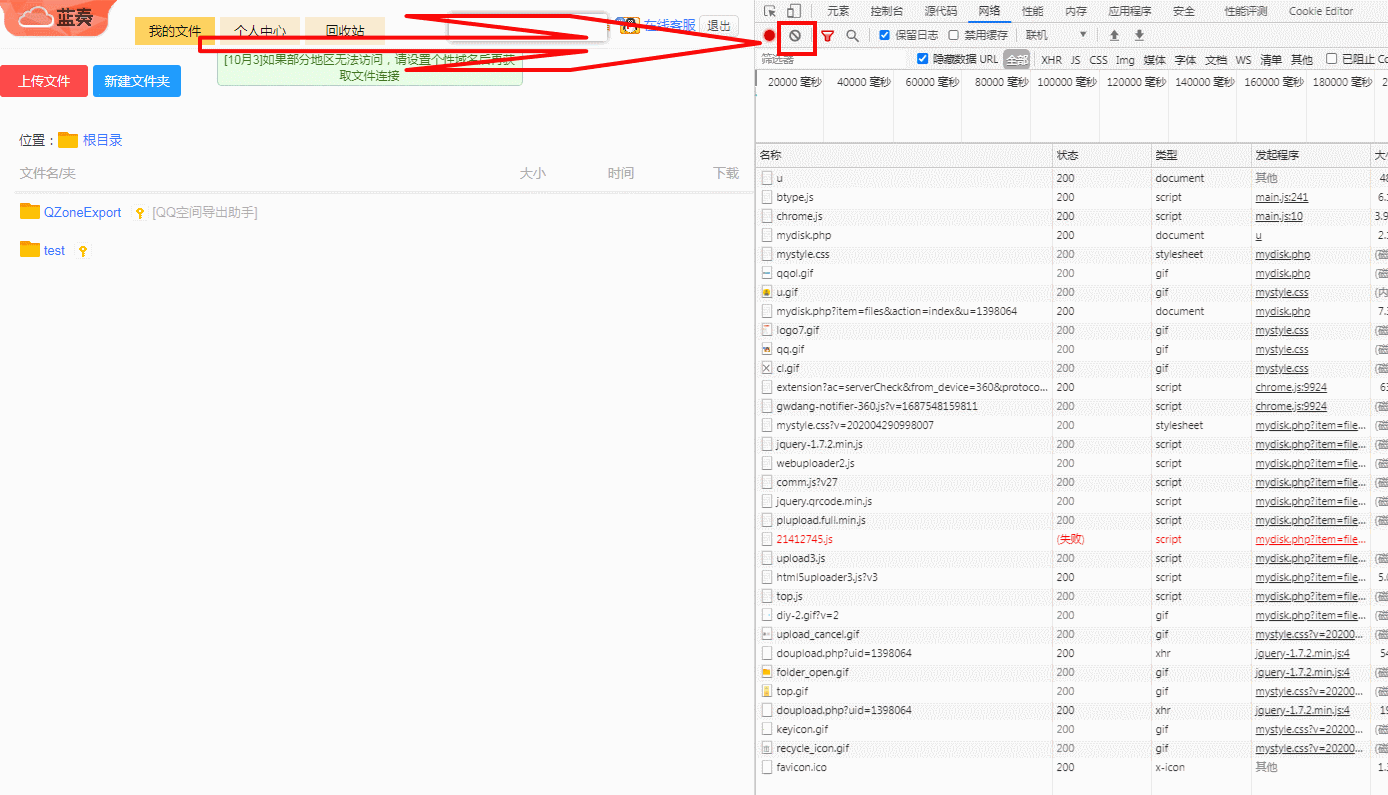 蓝奏
我的文件 个人中心 回收站 在线客服 退出
[10月3]如果部分地区无法访问，请设置个性域名后再获
取文件连接
上传文件 新建文件夹
位置： 根目录
文件名/夹 大小 时间 下载
QZoneExport [QQ空间导出助手]
test
元素 控制台 源代码 网络 性能 内存 应用程序 安全 性能评测 Cookie Editor
保留日志 禁用缓存 联机
筛选器 隐藏数据 URL 全部 XHR JS CSS Img 媒体 字体 文档 WS 清单 其他 已阻止
20000 毫秒 40000 毫秒 60000 毫秒 80000 毫秒 100000 毫秒 120000 毫秒 140000 毫秒 160000 毫秒 180000 毫秒
名称 状态 类型 发起程序
u 200 document 其他
btype.js 200 script main.js:241
chrome.js 200 script main.js:10
mydisk.php 200 document u
mystyle.css 200 stylesheet mydisk.php
qqol.gif 200 gif mydisk.php
u.gif 200 gif mystyle.css
mydisk.php?item=files&action=index&u=1398064 200 document mydisk.php
logo7.gif 200 gif mystyle.css
qq.gif 200 gif mystyle.css
cl.gif 200 gif mystyle.css
extension?ac=serverCheck&from_device=360&protoco... 200 script chrome.js:9924
gwdang-notifier-360.js?v=1687548159811 200 script chrome.js:9924
mystyle.css?v=202004290998007 200 stylesheet mydisk.php?item=file...
jquery-1.7.2.min.js 200 script mydisk.php?item=file...
webuploader2.js 200 script mydisk.php?item=file...
comm.js?v27 200 script mydisk.php?item=file...
jquery.qrcode.min.js 200 script mydisk.php?item=file...
plupload.full.min.js 200 script mydisk.php?item=file...
21412745.js (失败) script mydisk.php?item=file...
upload3.js 200 script mydisk.php?item=file...
html5uploader3.js?v3 200 script mydisk.php?item=file...
top.js 200 script mydisk.php?item=file...
diy-2.gif?v=2 200 gif mydisk.php?item=file...
upload_cancel.gif 200 gif mystyle.css?v=20200...
doupload.php?uid=1398064 200 xhr jquery-1.7.2.min.js:4
folder_open.gif 200 gif jquery-1.7.2.min.js:4
top.gif 200 gif mystyle.css?v=20200...
doupload.php?uid=1398064 200 xhr jquery-1.7.2.min.js:4
keyicon.gif 200 gif mystyle.css?v=20200...
recycle_icon.gif 200 gif mystyle.css?v=20200...
favicon.ico 200 x-icon 其他